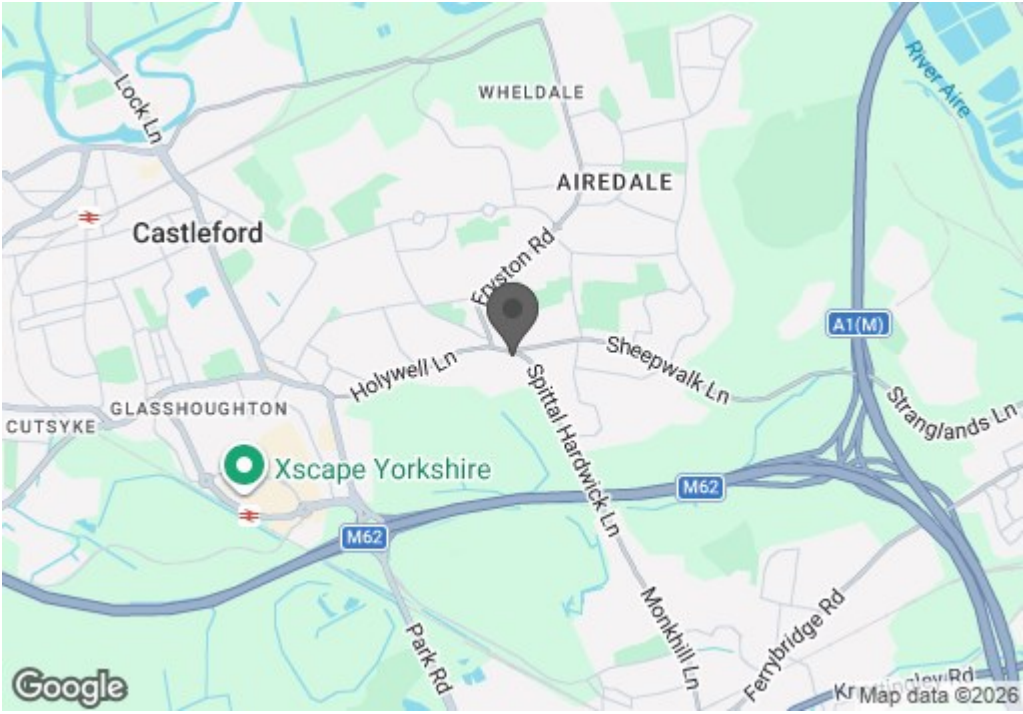 River Aire
Lock Ln
WHELDALE
AIREDALE
Castleford
Fryston Rd
A1(M)
Sheepwalk Ln
Holywell Ln
Stranglands Ln
GLASSHOUGHTON
CUTSYKE
Spittal Hardwick Ln
Xscape Yorkshire
M62
M62
Monkhill Ln
Ferrybridge Rd
Park Rd
Google
Map data ©2026